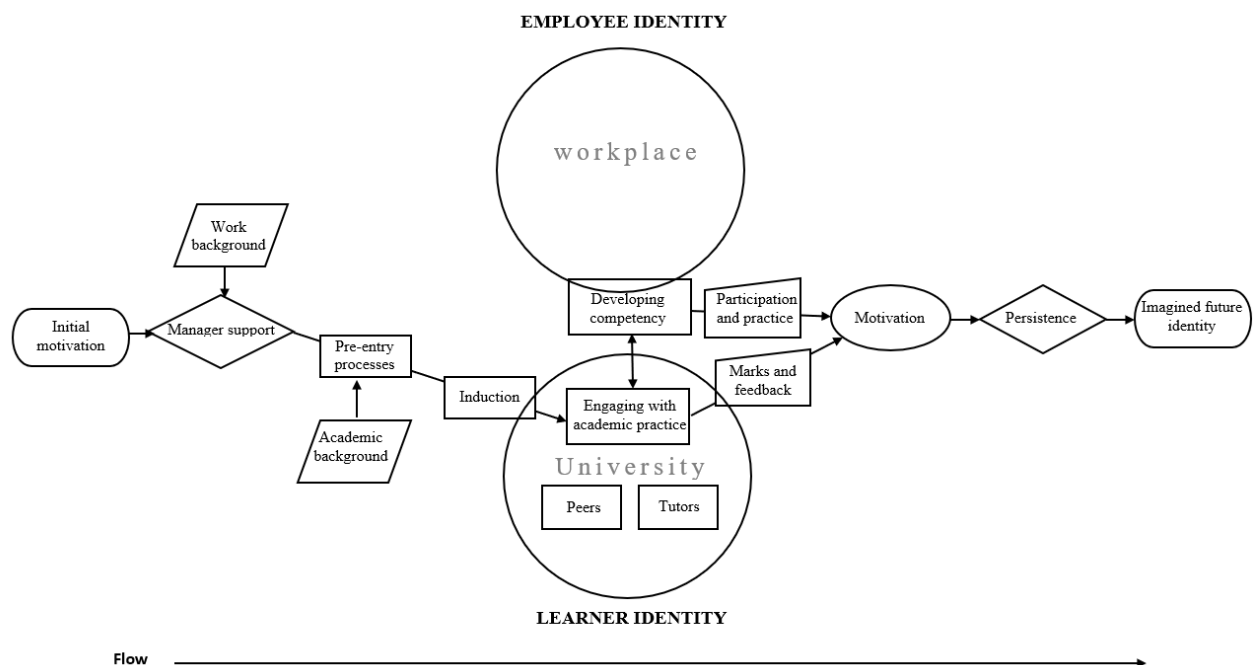 EMPLOYEE IDENTITY
workplace
Work
background
Initial
motivation
Manager support
Pre-entry
processes
Academic
background
Induction
Developing
competency
Participation
and practice
Engaging with
academic practice
Marks and
feedback
Motivation
Persistence
Imagined future
identity
University
Peers
Tutors
LEARNER IDENTITY
Flow